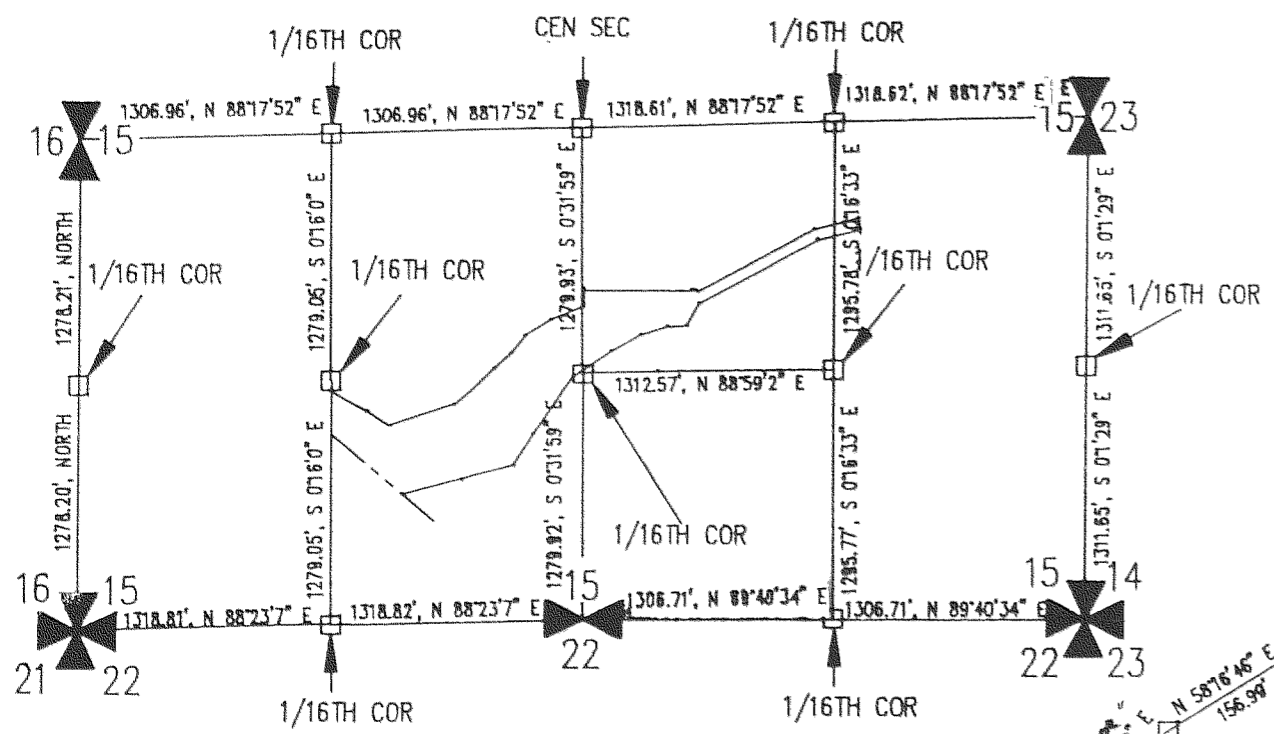 1/16TH COR
CEN SEC
1/16TH COR
1306.96', N 88°17'52" E
1306.96', N 88°17'52" E
1318.61', N 88°17'52" E
1318.62', N 88°17'52" E
16 15
15 23
1278.21', NORTH
1279.05', S 0°16'0" E
1279.93', S 0°31'59" E
1295.78', S 0°16'33" E
1311.65', S 0°1'29" E
1/16TH COR
1/16TH COR
1/16TH COR
1/16TH COR
1312.57', N 88°59'2" E
1278.20', NORTH
1279.05', S 0°16'0" E
1279.92', S 0°31'59" E
1295.77', S 0°16'33" E
1311.65', S 0°1'29" E
1/16TH COR
16 15
15
15 14
1318.81', N 88°23'7" E
1318.82', N 88°23'7" E
1306.71', N 89°40'34" E
1306.71', N 89°40'34" E
21 22
22
22 23
1/16TH COR
1/16TH COR
N 58°16'46" E
156.99'
E